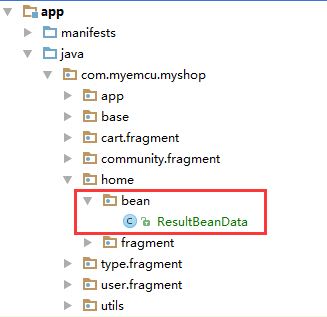 app
manifests
java
com.myemcu.myshop
app
base
cart.fragment
community.fragment
home
bean
C ResultBeanData
fragment
type.fragment
user.fragment
utils